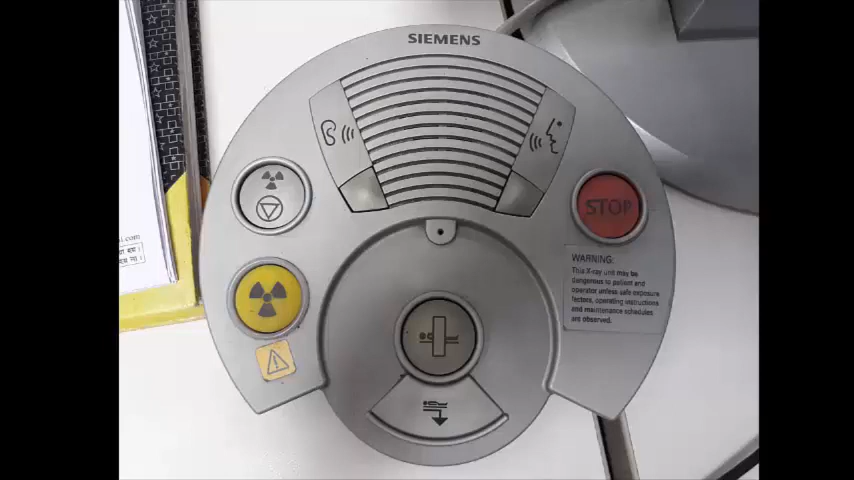 SIEMENS
STOP
WARNING:
This X-ray unit may be
dangerous to patient and
operator unless safe exposure
factors, operating instructions
and maintenance schedules
are observed.